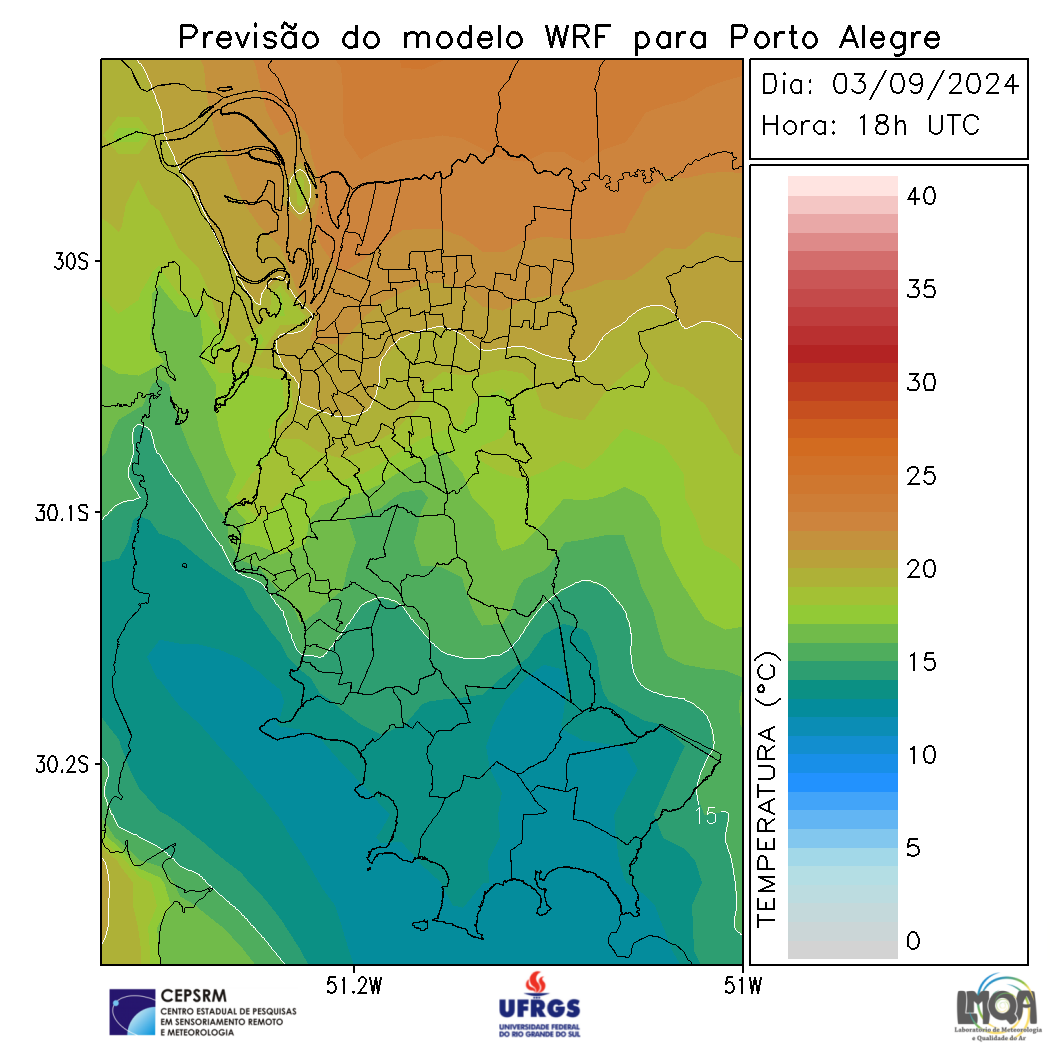 Previsão do modelo WRF para Porto Alegre
Dia: 03/09/2024
Hora: 18h UTC
30S
30.1S
30.2S
51.2W
51W
15
TEMPERATURA (°C)
40
35
30
25
20
15
10
5
0
CEPSRM
CENTRO ESTADUAL DE PESQUISAS
EM SENSORIAMENTO REMOTO
E METEOROLOGIA
UFRGS
UNIVERSIDADE FEDERAL
DO RIO GRANDE DO SUL
LMQA
Laboratório de Meteorologia
e Qualidade do Ar